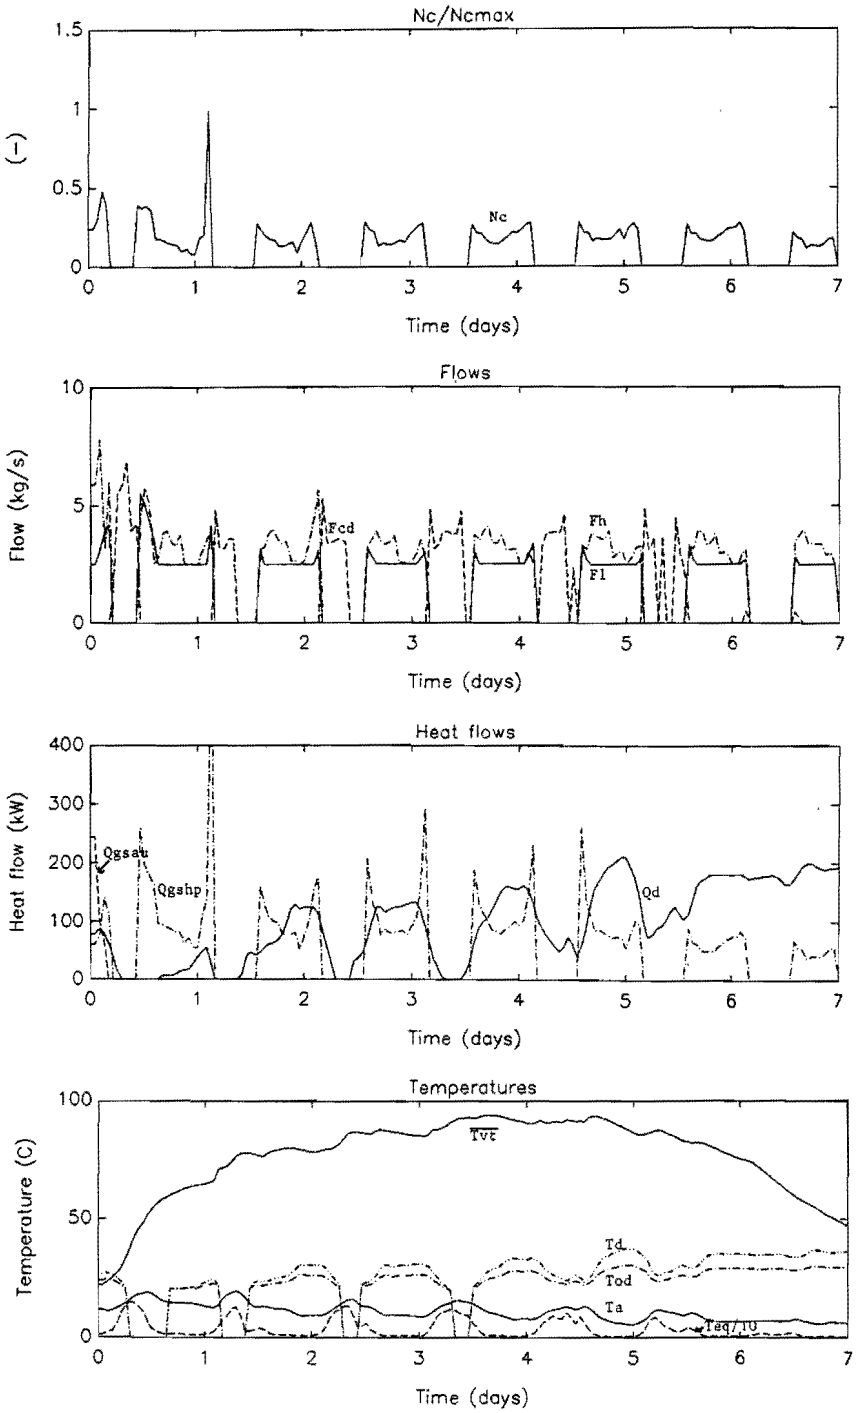 Nc/Ncmax
1.5
1
0.5
0
(-)
Nc
0 1 2 3 4 5 6 7
Time (days)
Flows
10
5
0
Flow (kg/s)
Fcd
Fh
Fl
0 1 2 3 4 5 6 7
Time (days)
Heat flows
400
300
200
100
0
Heat flow (kW)
Qgsau
Qgshp
Qd
0 1 2 3 4 5 6 7
Time (days)
Temperatures
100
50
0
Temperature (C)
Tvt
Td
Tod
Ta
Teq/10
0 1 2 3 4 5 6 7
Time (days)